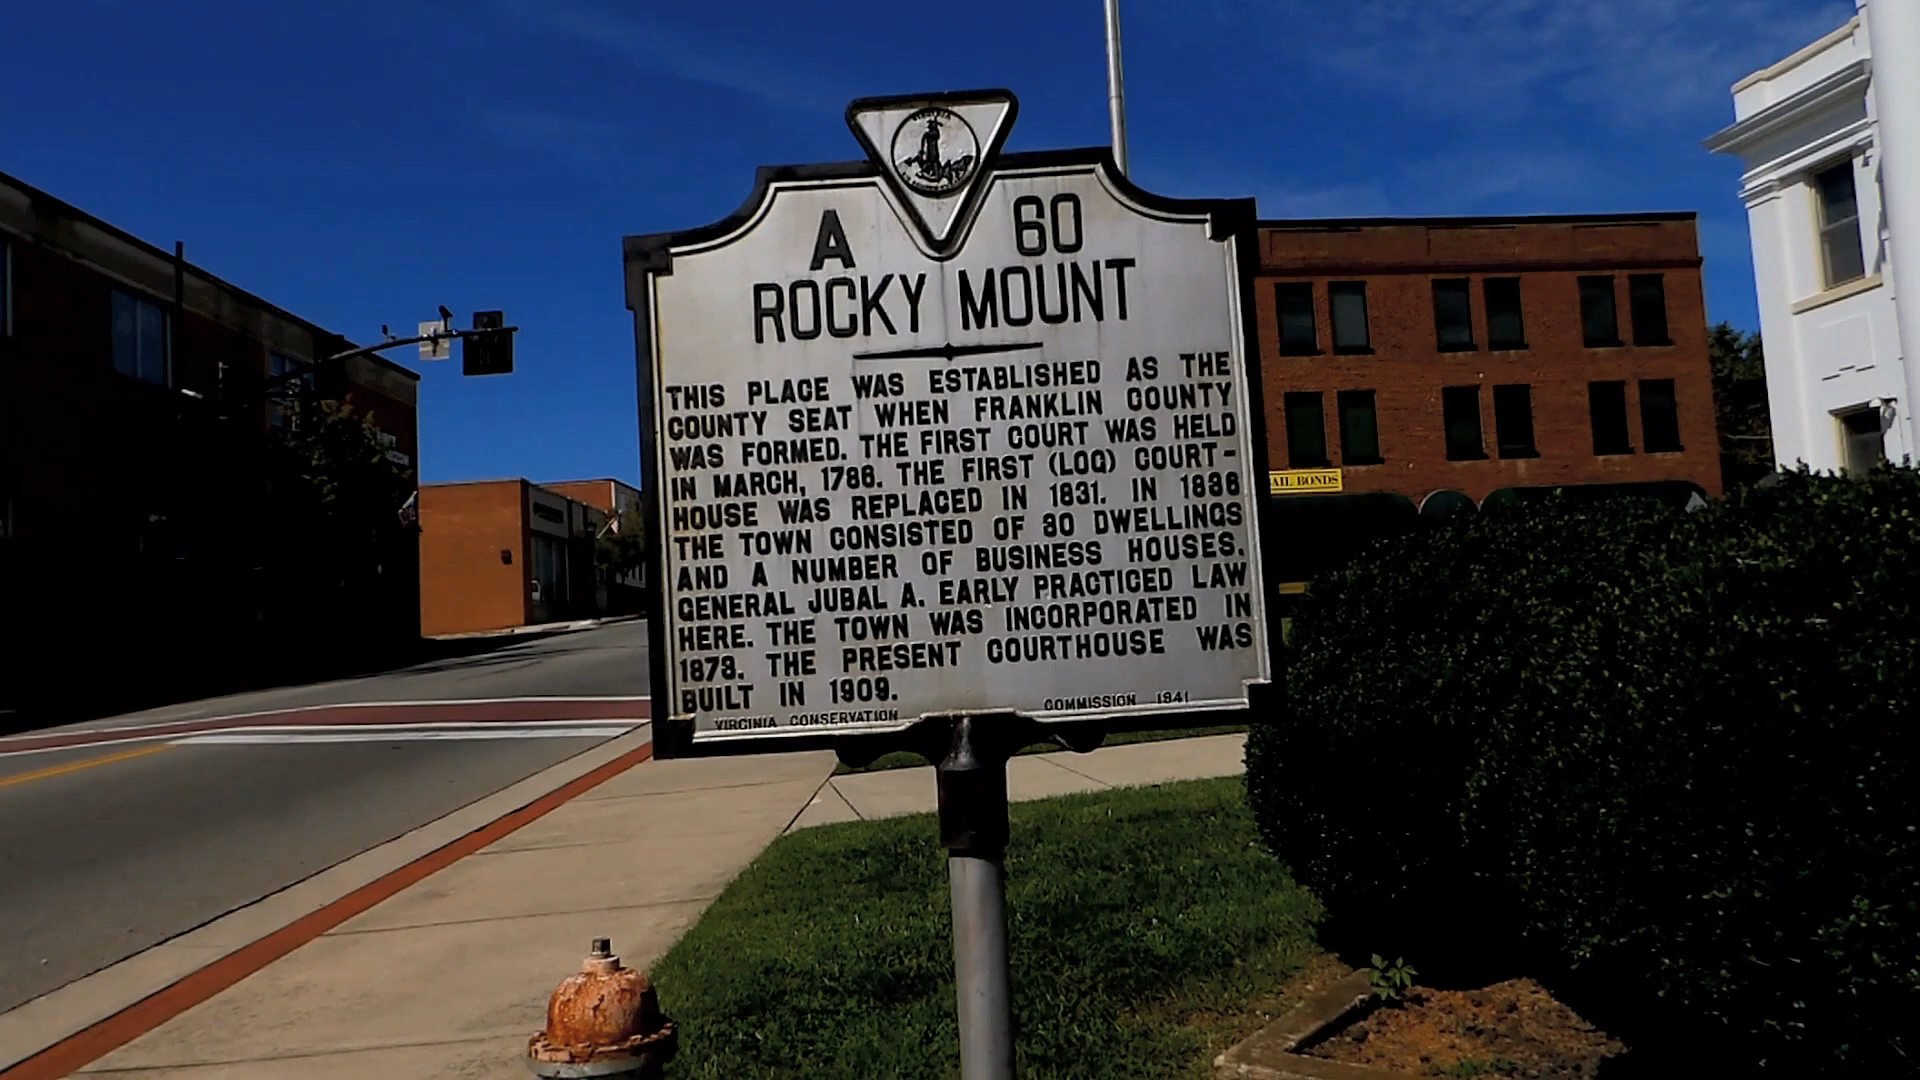 VIRGINIA
A 60
ROCKY MOUNT
THIS PLACE WAS ESTABLISHED AS THE
COUNTY SEAT WHEN FRANKLIN COUNTY
WAS FORMED. THE FIRST COURT WAS HELD
IN MARCH, 1786. THE FIRST (LOG) COURT-
HOUSE WAS REPLACED IN 1831. IN 1836
THE TOWN CONSISTED OF 30 DWELLINGS
AND A NUMBER OF BUSINESS HOUSES.
GENERAL JUBAL A. EARLY PRACTICED LAW
HERE. THE TOWN WAS INCORPORATED IN
1873. THE PRESENT COURTHOUSE WAS
BUILT IN 1909.
VIRGINIA CONSERVATION COMMISSION 1941
AIL BONDS